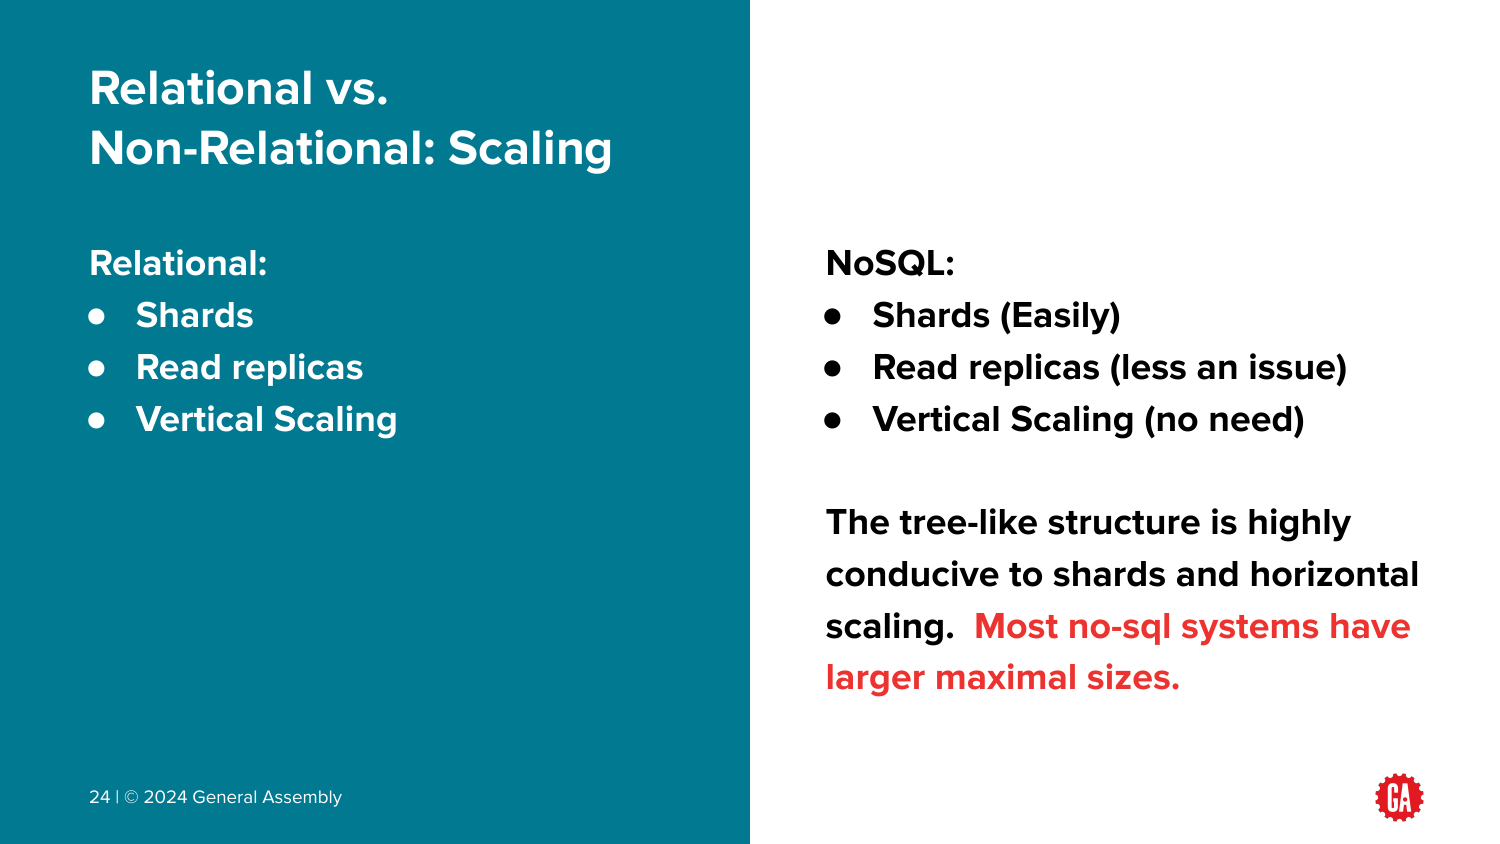 Relational vs.
Non-Relational: Scaling
Relational:
● Shards
● Read replicas
● Vertical Scaling
NoSQL:
● Shards (Easily)
● Read replicas (less an issue)
● Vertical Scaling (no need)
The tree-like structure is highly
conducive to shards and horizontal
scaling.  Most no-sql systems have
larger maximal sizes.
24 | © 2024 General Assembly
GA